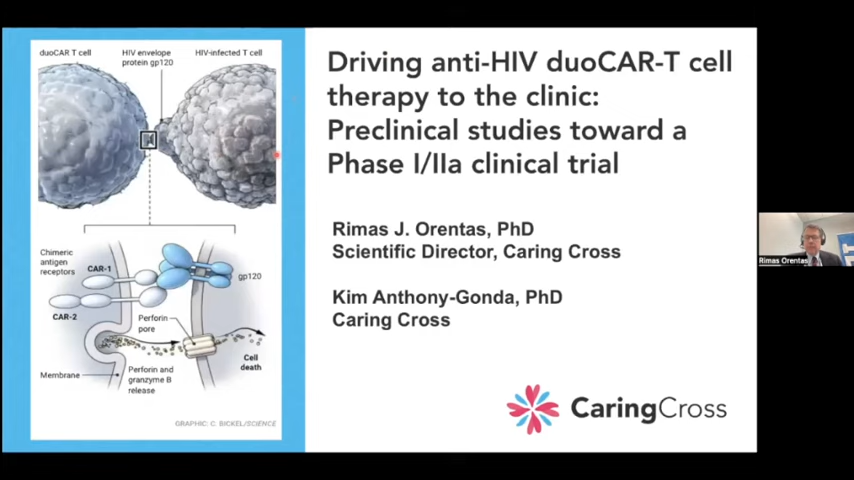 duoCAR T cell
HIV envelope
protein gp120
HIV-infected T cell
Chimeric
antigen
receptors
CAR-1
CAR-2
gp120
Perforin
pore
Cell
death
Membrane
Perforin and
granzyme B
release
GRAPHIC: C. BICKEL/SCIENCE
Driving anti-HIV duoCAR-T cell
therapy to the clinic:
Preclinical studies toward a
Phase I/IIa clinical trial
Rimas J. Orentas, PhD
Scientific Director, Caring Cross
Kim Anthony-Gonda, PhD
Caring Cross
CaringCross
Rimas Orentas